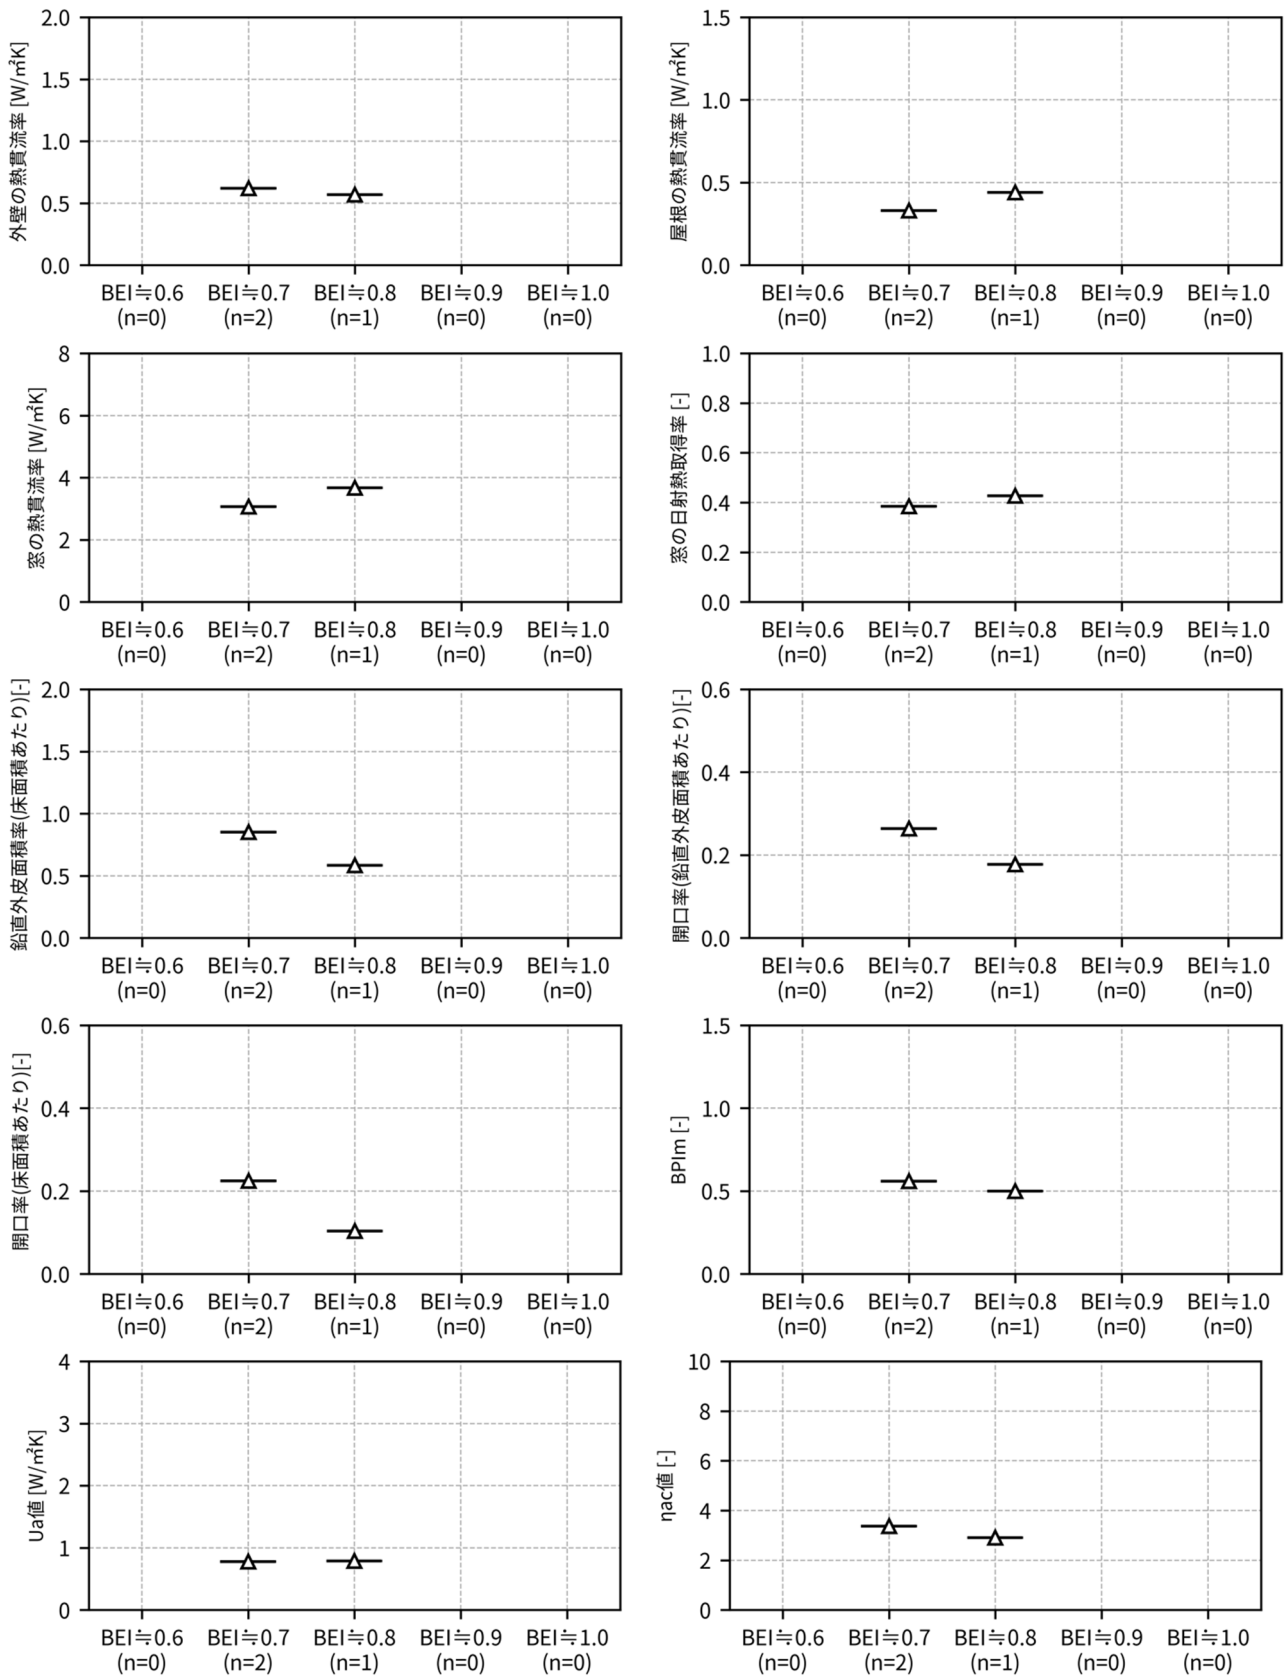 外壁の熱貫流率 [W/㎡K]
2.0
1.5
1.0
0.5
0.0
BEI≒0.6 BEI≒0.7 BEI≒0.8 BEI≒0.9 BEI≒1.0
(n=0) (n=2) (n=1) (n=0) (n=0)
屋根の熱貫流率 [W/㎡K]
1.5
1.0
0.5
0.0
BEI≒0.6 BEI≒0.7 BEI≒0.8 BEI≒0.9 BEI≒1.0
(n=0) (n=2) (n=1) (n=0) (n=0)
窓の熱貫流率 [W/㎡K]
8
6
4
2
0
BEI≒0.6 BEI≒0.7 BEI≒0.8 BEI≒0.9 BEI≒1.0
(n=0) (n=2) (n=1) (n=0) (n=0)
窓の日射熱取得率 [-]
1.0
0.8
0.6
0.4
0.2
0.0
BEI≒0.6 BEI≒0.7 BEI≒0.8 BEI≒0.9 BEI≒1.0
(n=0) (n=2) (n=1) (n=0) (n=0)
鉛直外皮面積率(床面積あたり)[-]
2.0
1.5
1.0
0.5
0.0
BEI≒0.6 BEI≒0.7 BEI≒0.8 BEI≒0.9 BEI≒1.0
(n=0) (n=2) (n=1) (n=0) (n=0)
開口率(鉛直外皮面積あたり)[-]
0.6
0.4
0.2
0.0
BEI≒0.6 BEI≒0.7 BEI≒0.8 BEI≒0.9 BEI≒1.0
(n=0) (n=2) (n=1) (n=0) (n=0)
開口率(床面積あたり)[-]
0.6
0.4
0.2
0.0
BEI≒0.6 BEI≒0.7 BEI≒0.8 BEI≒0.9 BEI≒1.0
(n=0) (n=2) (n=1) (n=0) (n=0)
BPIm [-]
1.5
1.0
0.5
0.0
BEI≒0.6 BEI≒0.7 BEI≒0.8 BEI≒0.9 BEI≒1.0
(n=0) (n=2) (n=1) (n=0) (n=0)
Ua値 [W/㎡K]
4
3
2
1
0
BEI≒0.6 BEI≒0.7 BEI≒0.8 BEI≒0.9 BEI≒1.0
(n=0) (n=2) (n=1) (n=0) (n=0)
ηac値 [-]
10
8
6
4
2
0
BEI≒0.6 BEI≒0.7 BEI≒0.8 BEI≒0.9 BEI≒1.0
(n=0) (n=2) (n=1) (n=0) (n=0)